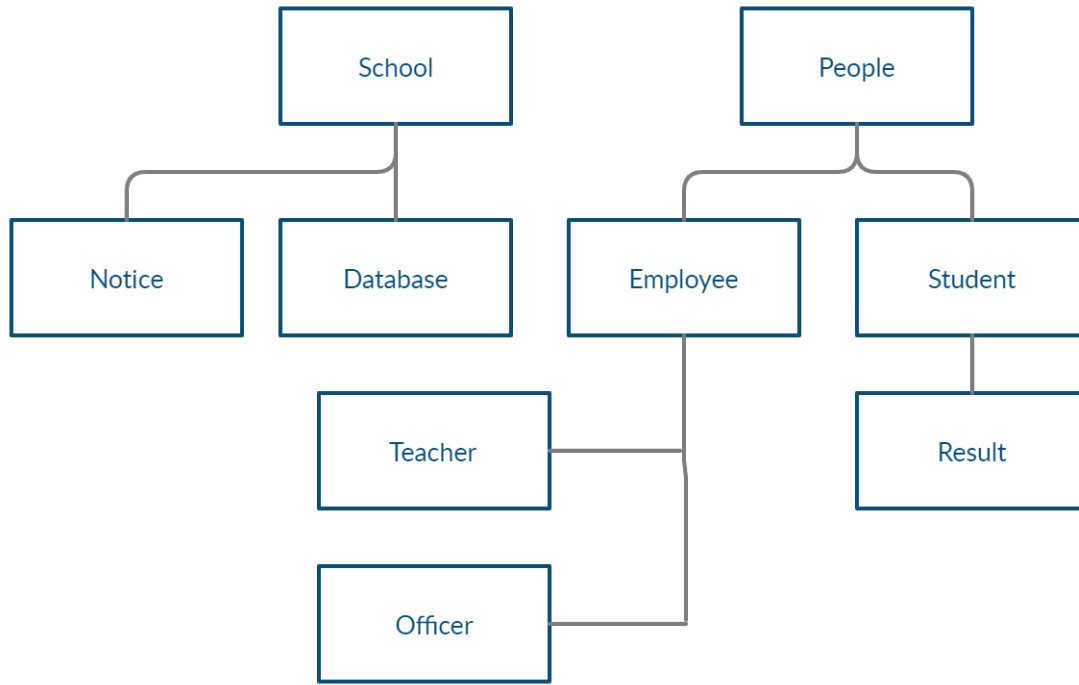 School
People
Notice
Database
Employee
Student
Teacher
Result
Officer